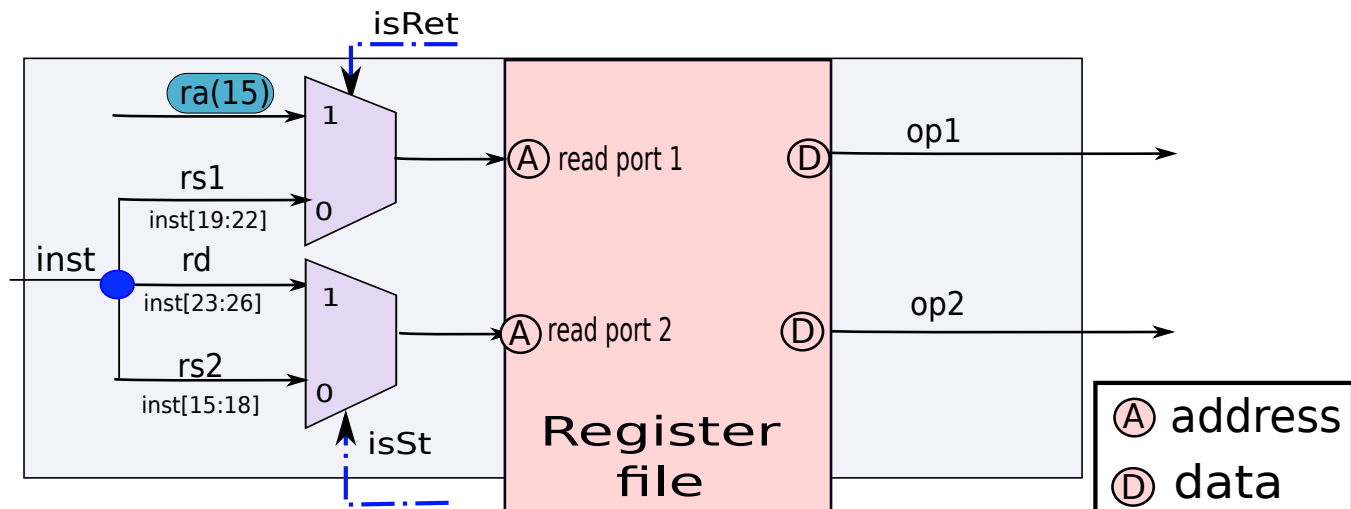 isRet
ra(15)
1
rs1
inst[19:22]
0
inst
rd
inst[23:26]
1
rs2
inst[15:18]
0
isSt
A read port 1
D
op1
A read port 2
D
op2
Register
file
A address
D data